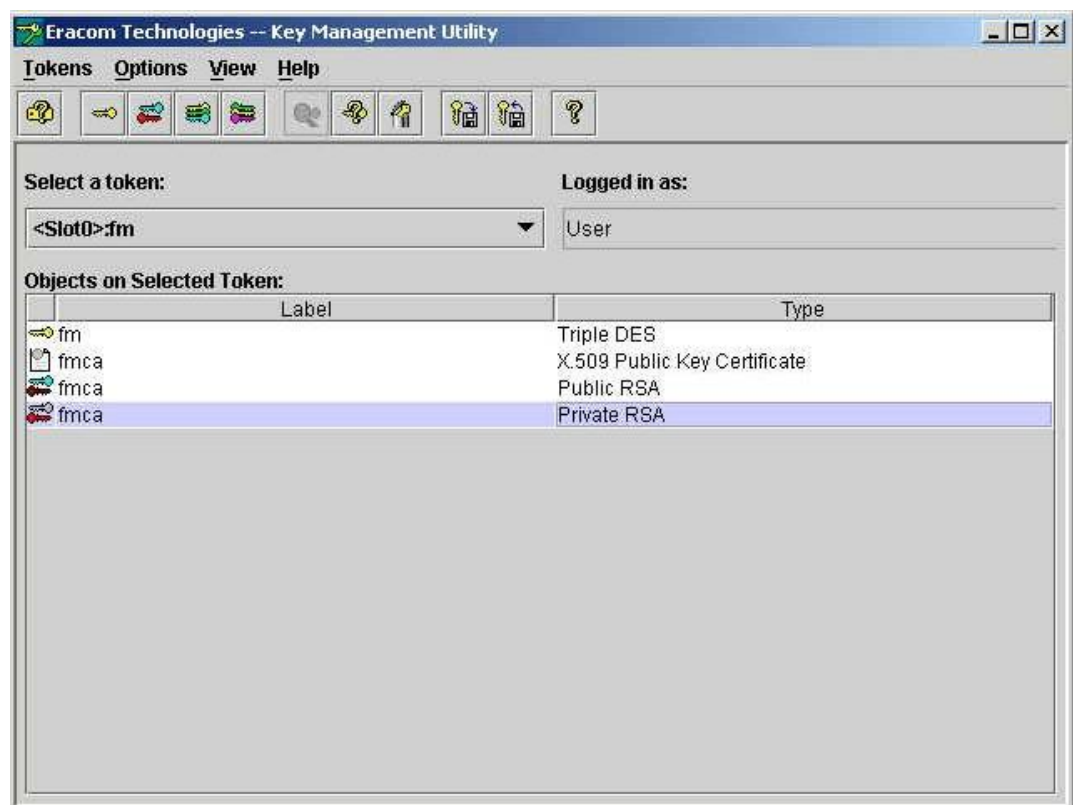 Eracom Technologies -- Key Management Utility
Tokens Options View Help
Select a token: Logged in as:
<Slot0>:fm User
Objects on Selected Token:
Label Type
fm Triple DES
fmca X.509 Public Key Certificate
fmca Public RSA
fmca Private RSA